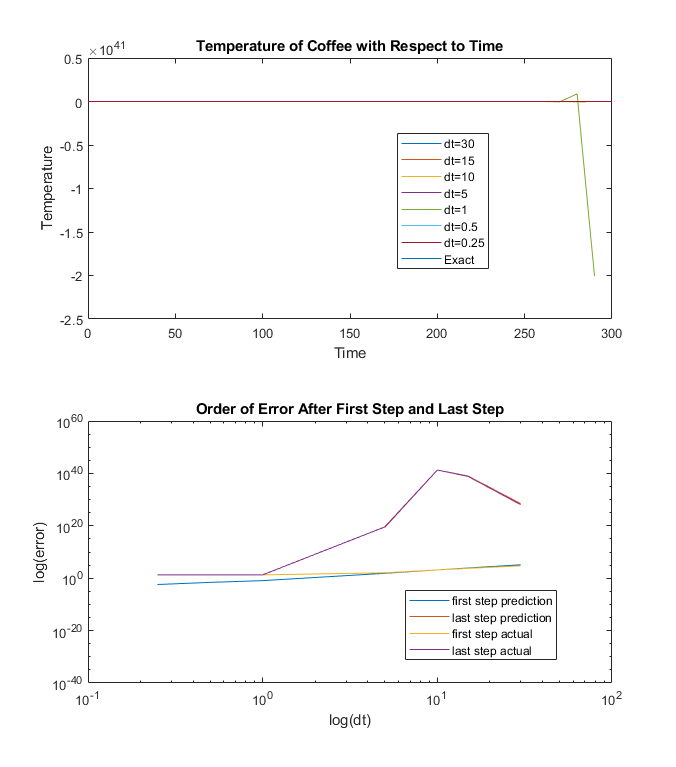 Temperature of Coffee with Respect to Time
×10^41
0.5
0
-0.5
-1
-1.5
-2
-2.5
Temperature
0 50 100 150 200 250 300
Time
dt=30
dt=15
dt=10
dt=5
dt=1
dt=0.5
dt=0.25
Exact
Order of Error After First Step and Last Step
10^60
10^40
10^20
10^0
10^-20
10^-40
log(error)
10^-1 10^0 10^1 10^2
log(dt)
first step prediction
last step prediction
first step actual
last step actual